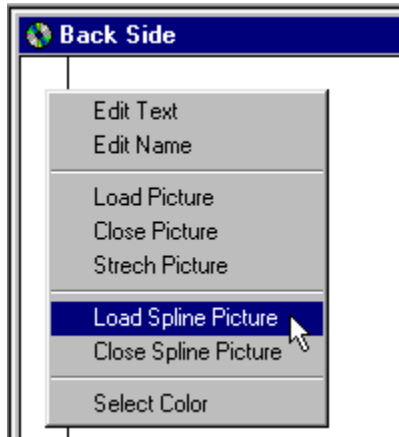 Back Side
Edit Text
Edit Name
Load Picture
Close Picture
Strech Picture
Load Spline Picture
Close Spline Picture
Select Color